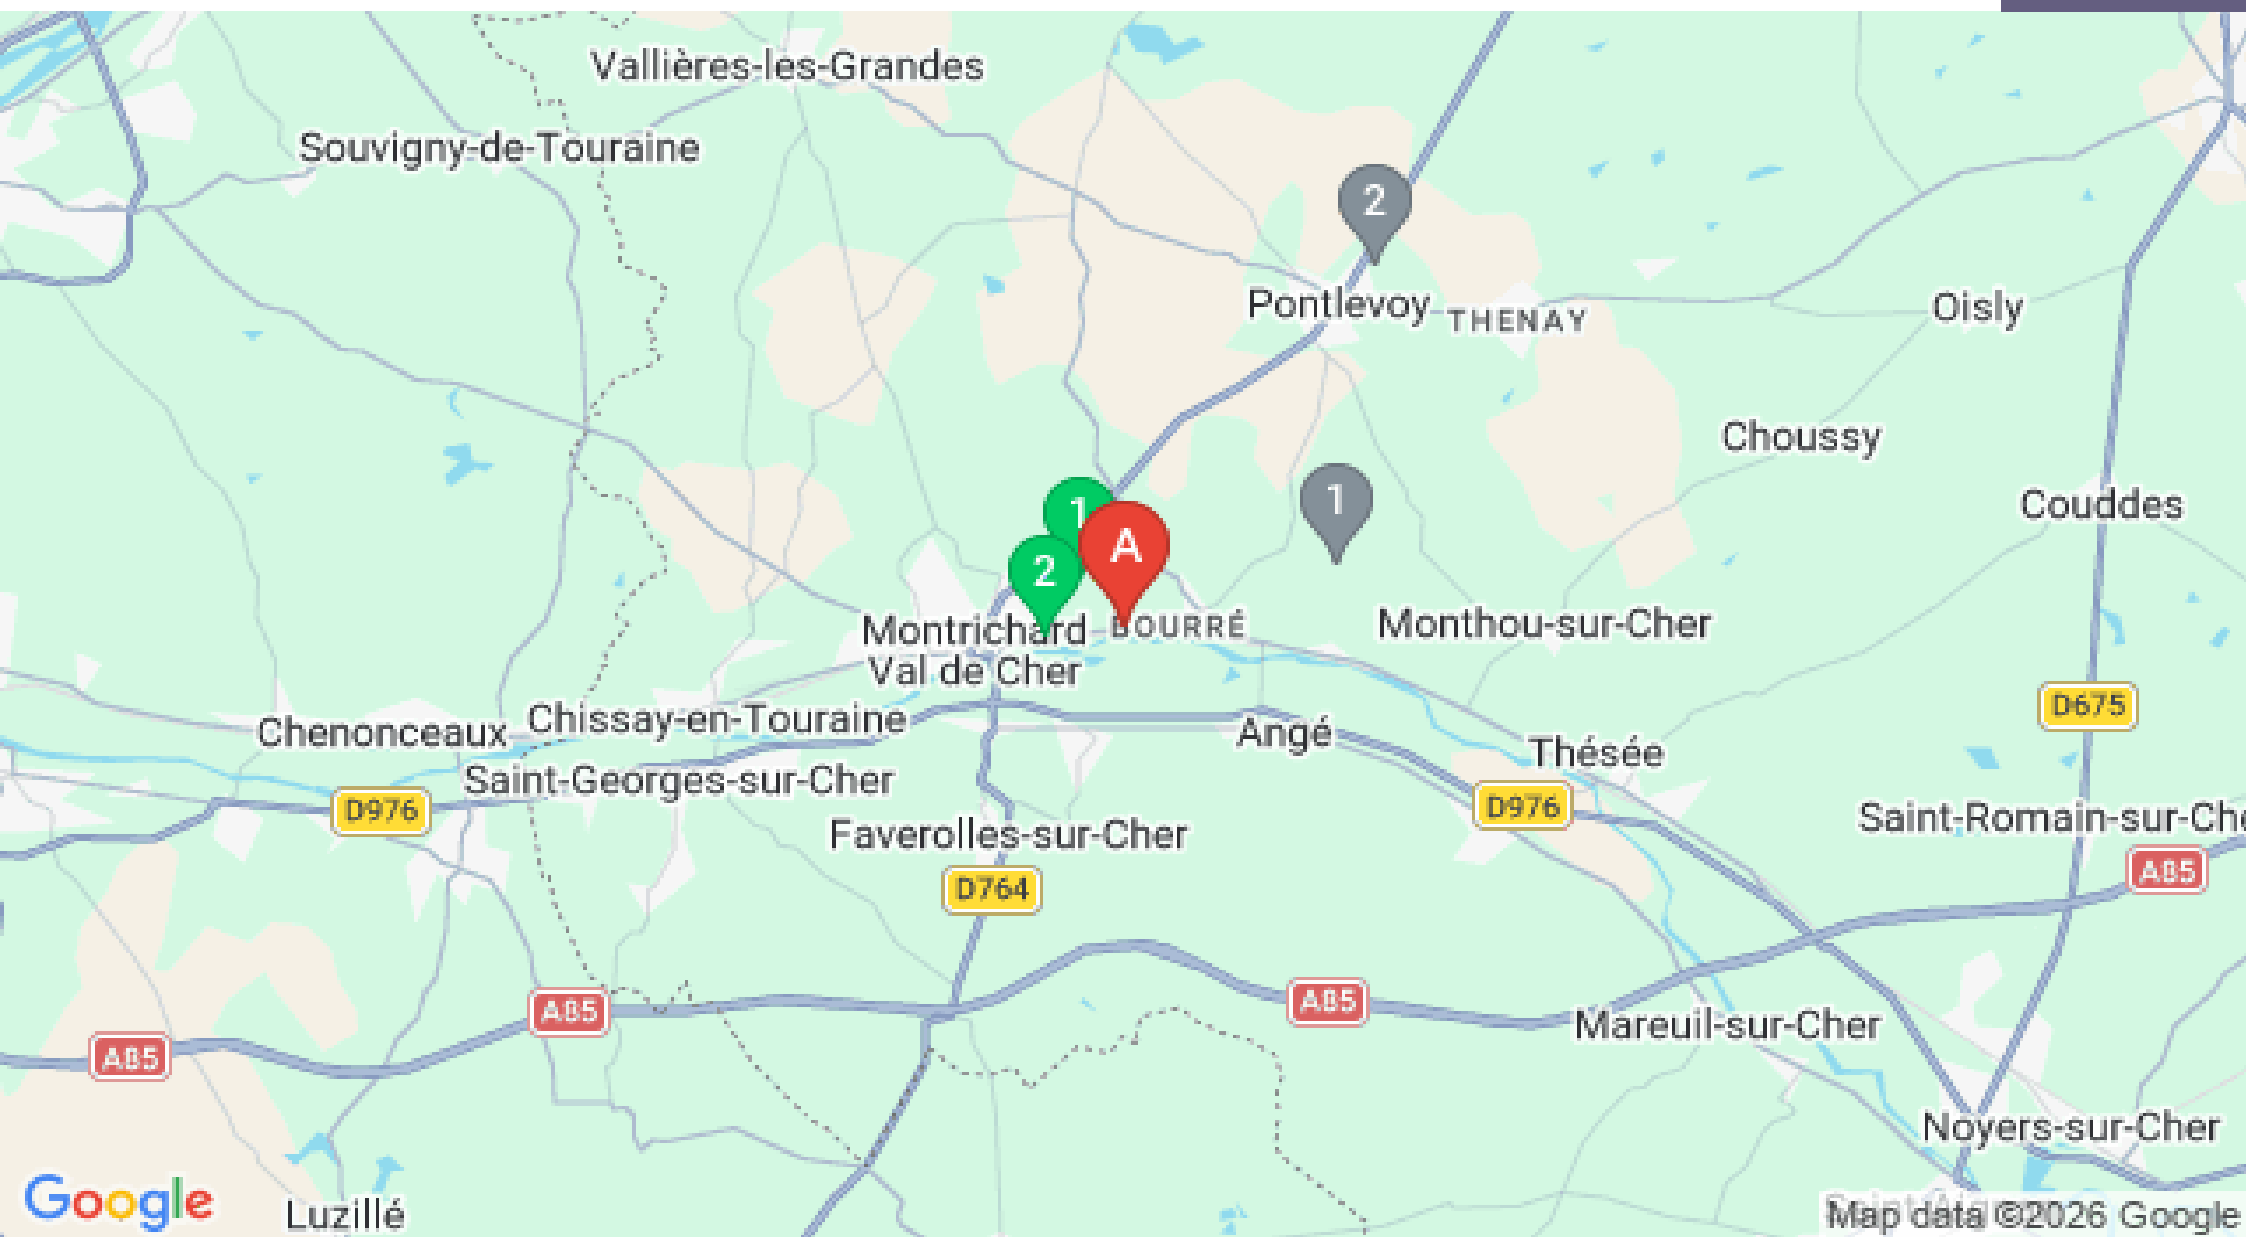 Vallières-les-Grandes
Souvigny-de-Touraine
2
Pontlevoy
THENAY
Oisly
Choussy
Couddes
1
1
A
2
Montrichard
Val de Cher
BOURRÉ
Monthou-sur-Cher
D675
Chenonceaux
Chissay-en-Touraine
Angé
Thésée
Saint-Georges-sur-Cher
D976
D976
Saint-Romain-sur-Che
Faverolles-sur-Cher
A85
D764
A85
A85
Mareuil-sur-Cher
A85
Noyers-sur-Cher
Google
Luzillé
Map data ©2026 Google